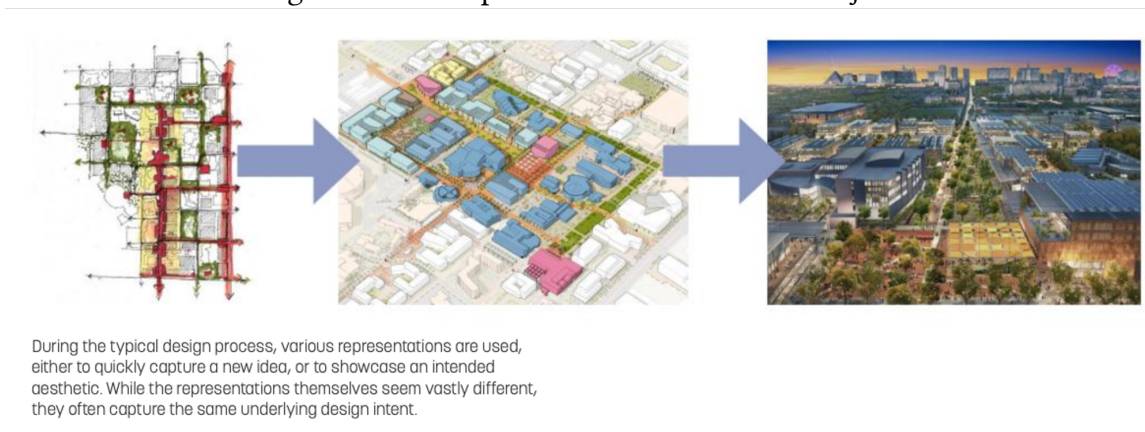 During the typical design process, various representations are used,
either to quickly capture a new idea, or to showcase an intended
aesthetic. While the representations themselves seem vastly different,
they often capture the same underlying design intent.